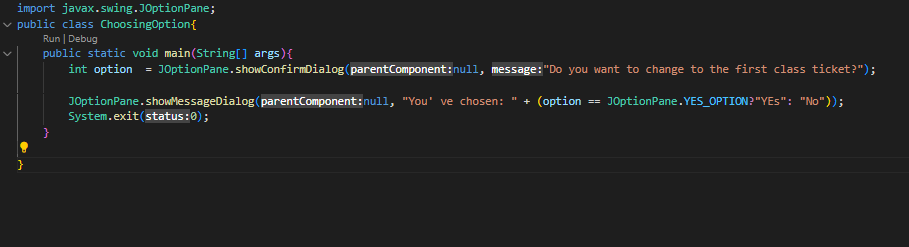 import javax.swing.JOptionPane;
public class ChoosingOption{
Run | Debug
public static void main(String[] args){
int option  = JOptionPane.showConfirmDialog(parentComponent:null, message:"Do you want to change to the first class ticket?");
JOptionPane.showMessageDialog(parentComponent:null, "You' ve chosen: " + (option == JOptionPane.YES_OPTION?"YEs": "No"));
System.exit(status:0);
}
}